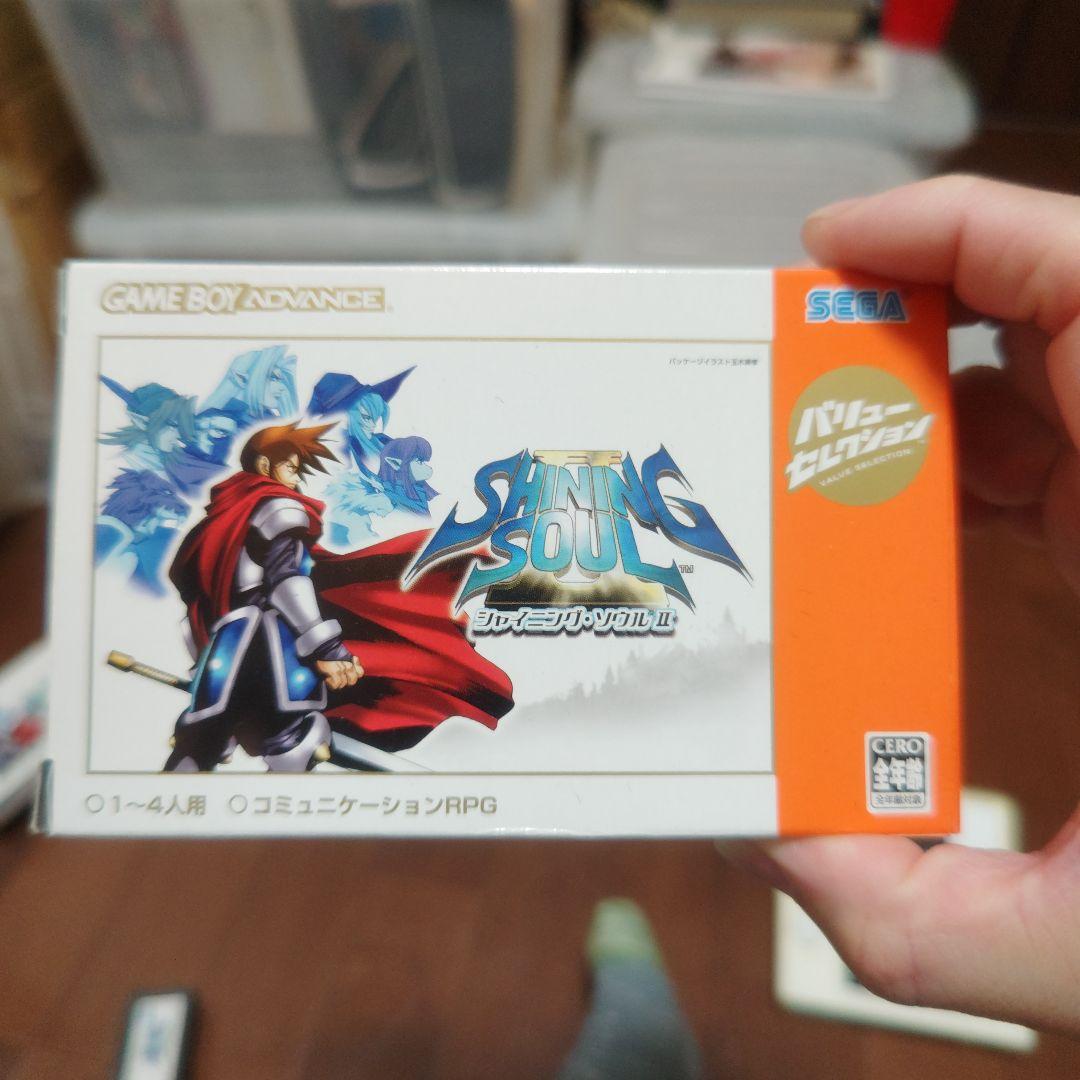 GAME BOY ADVANCE
SEGA
パッケージイラスト玉木美孝
バリュー
セレクション
VALUE SELECTION
SHINING
SOUL
II
TM
シャイニング・ソウルII
CERO
全年齢
全年齢対象
○1〜4人用 ○コミュニケーションRPG